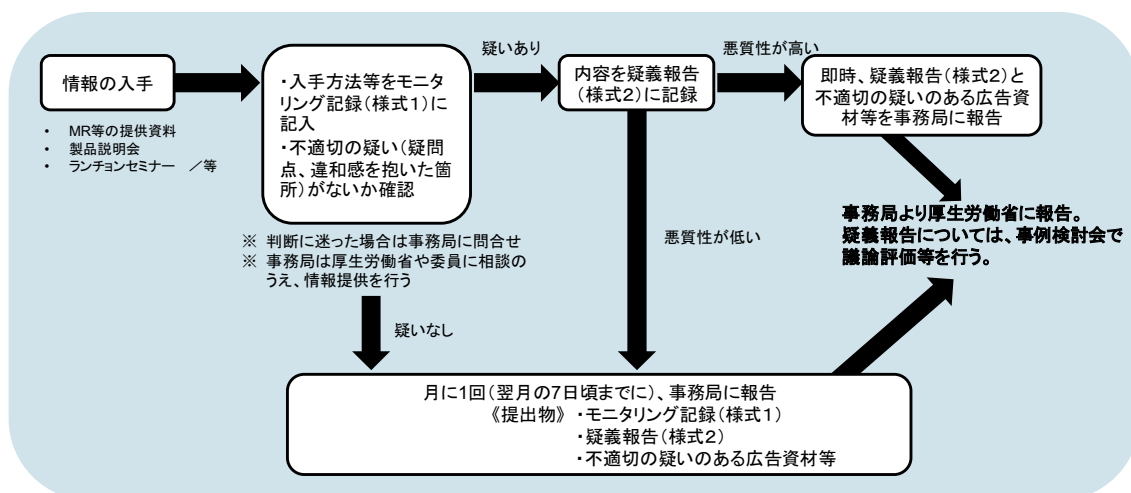 情報の入手
・ MR等の提供資料
・ 製品説明会
・ ランチョンセミナー ／等
・入手方法等をモニ
タリング記録（様式1）に
記入
・不適切の疑い（疑問
点、違和感を抱いた箇
所）がないか確認
※ 判断に迷った場合は事務局に問合せ
※ 事務局は厚生労働省や委員に相談の
うえ、情報提供を行う
疑いあり
内容を疑義報告
（様式2）に記録
悪質性が高い
即時、疑義報告（様式2）と
不適切の疑いのある広告資
材等を事務局に報告
事務局より厚生労働省に報告。
疑義報告については、事例検討会で
議論評価等を行う。
悪質性が低い
疑いなし
月に1回（翌月の7日頃までに）、事務局に報告
《提出物》 ・モニタリング記録（様式1）
・疑義報告（様式2）
・不適切の疑いのある広告資材等